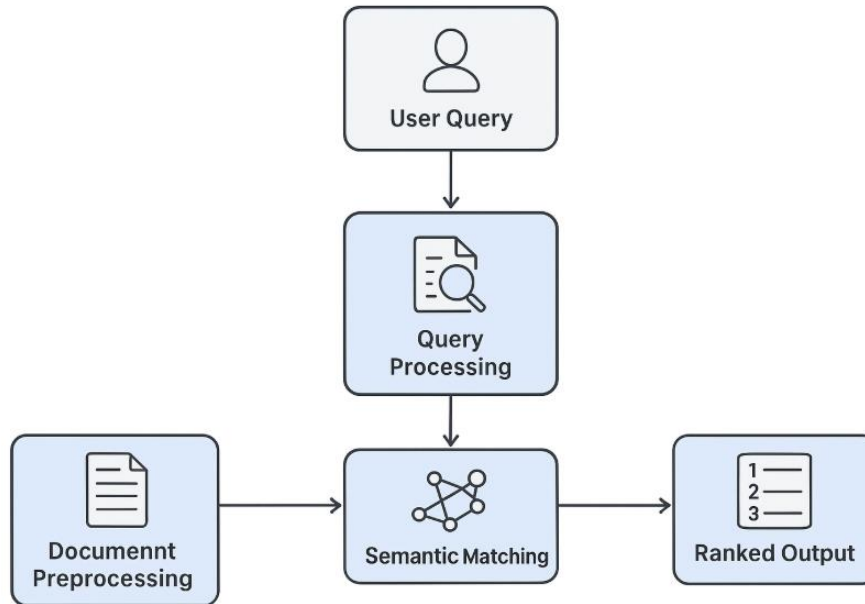 User Query
Query
Processing
Documennt
Preprocessing
Semantic Matching
1
2
3
Ranked Output